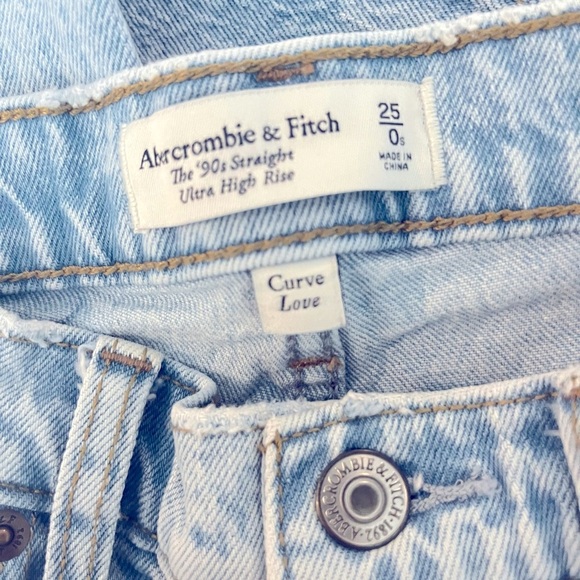 Abercrombie & Fitch
The '90s Straight
Ultra High Rise
25
0s
MADE IN
CHINA
Curve
Love
ABERCROMBIE & FITCH
·1892·